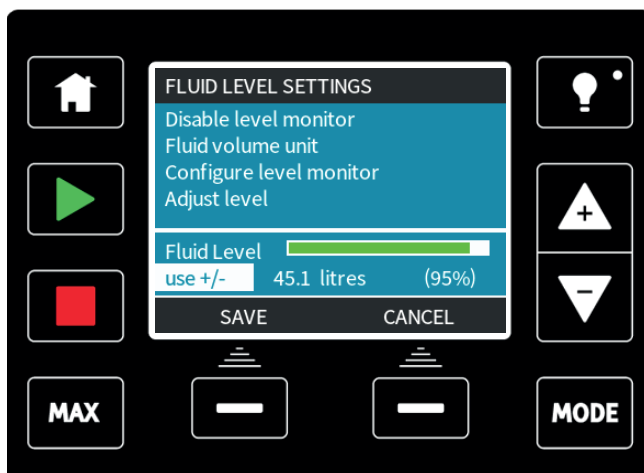 FLUID LEVEL SETTINGS
Disable level monitor
Fluid volume unit
Configure level monitor
Adjust level
Fluid Level
use +/- 45.1 litres (95%)
SAVE CANCEL
+
-
MAX
MODE